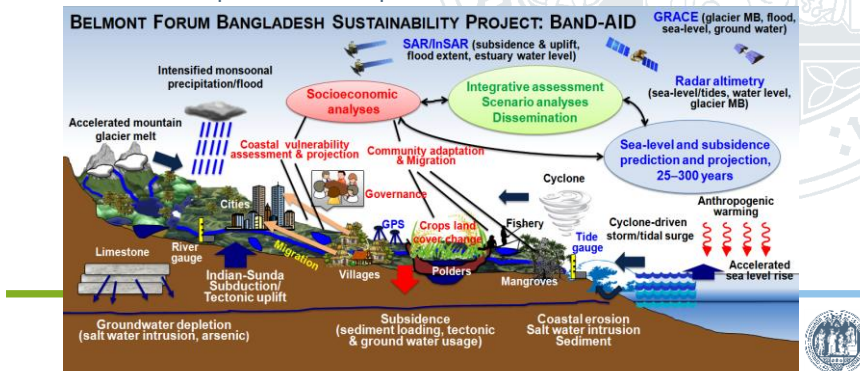 BELMONT FORUM BANGLADESH SUSTAINABILITY PROJECT: BAND-AID
GRACE (glacier MB, flood,
sea-level, ground water)
SAR/InSAR (subsidence & uplift,
flood extent, estuary water level)
Intensified monsoonal
precipitation/flood
Socioeconomic
analyses
Integrative assessment
Scenario analyses
Dissemination
Radar altimetry
(sea-level/tides, water level,
glacier MB)
Accelerated mountain
glacier melt
Coastal vulnerability
assessment & projection
Community adaptation
& Migration
Sea-level and subsidence
prediction and projection,
25–300 years
Governance
Cyclone
Anthropogenic
warming
Cities
GPS
Crops land
cover change
Fishery
Cyclone-driven
storm/tidal surge
Tide
gauge
Limestone
River
gauge
Migration
Villages
Polders
Mangroves
Accelerated
sea level rise
Indian-Sunda
Subduction/
Tectonic uplift
Groundwater depletion
(salt water intrusion, arsenic)
Subsidence
(sediment loading, tectonic
& ground water usage)
Coastal erosion
Salt water intrusion
Sediment